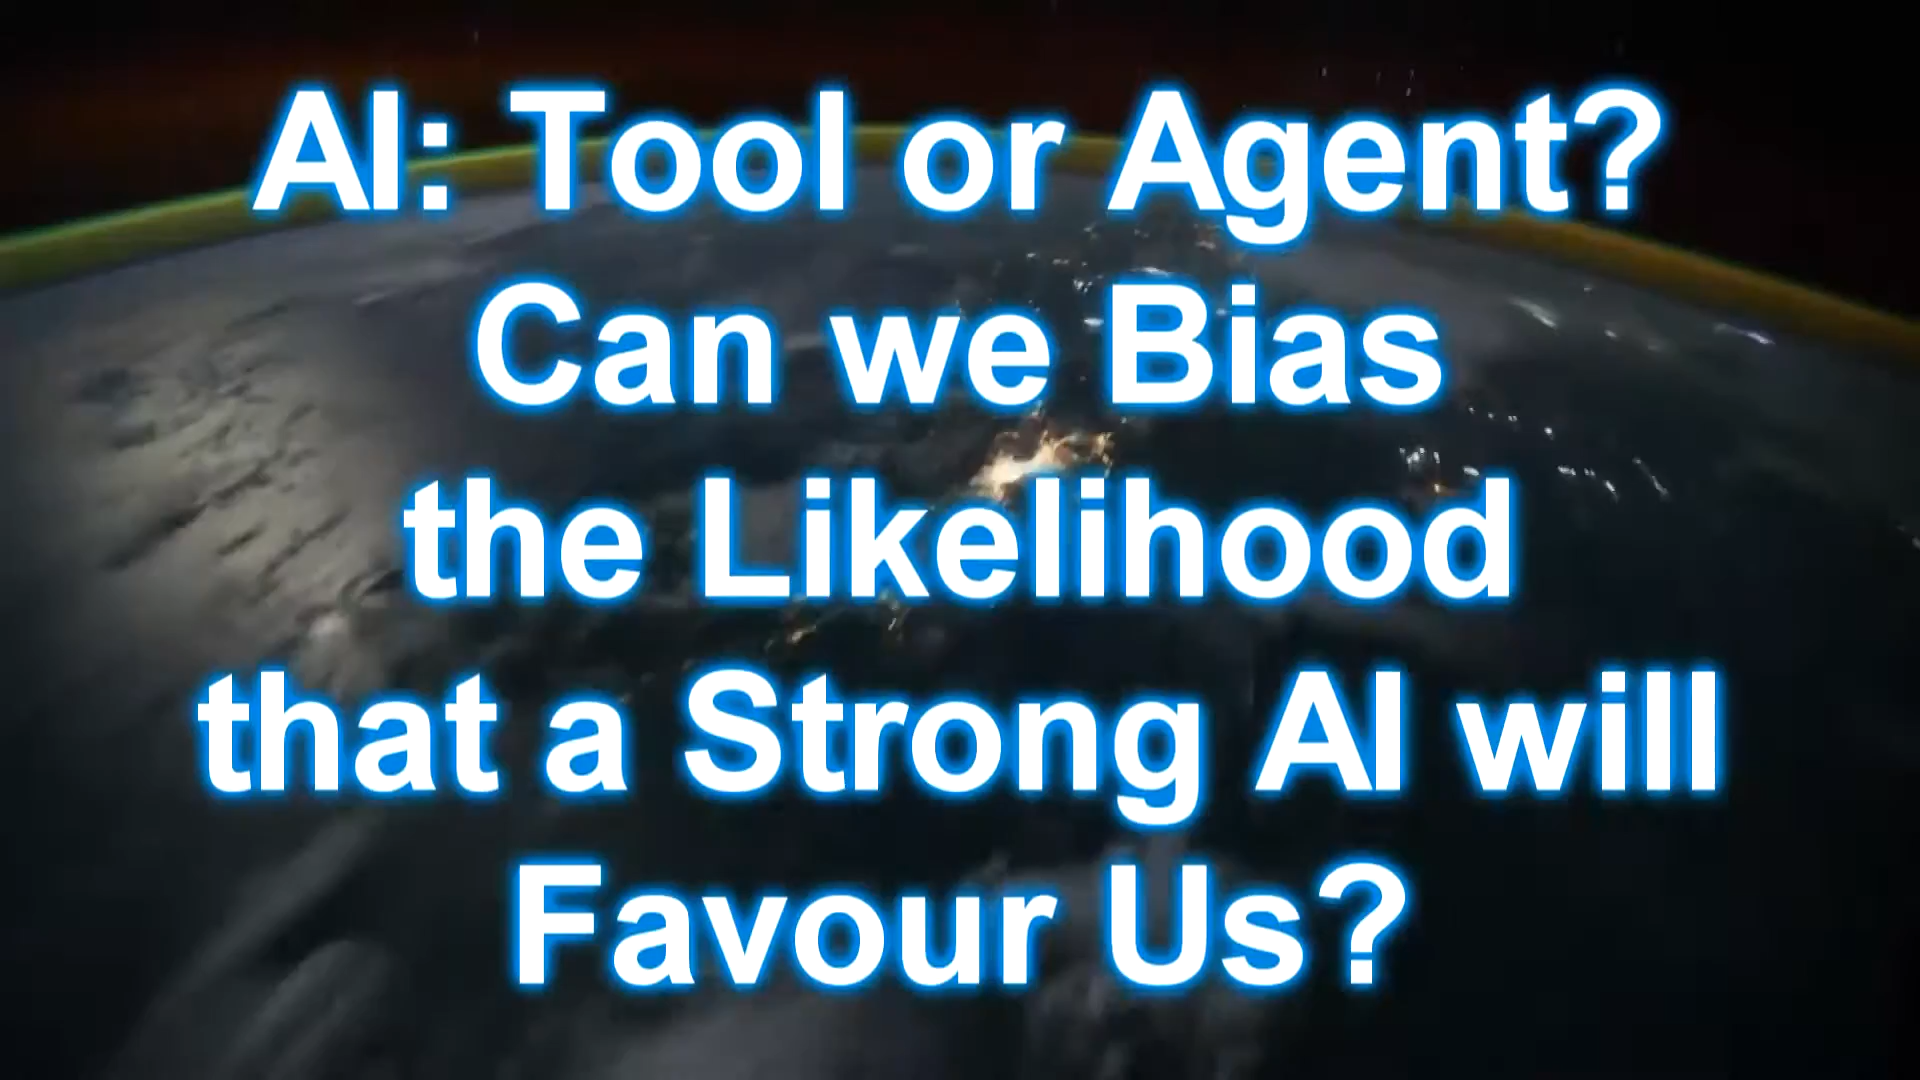 AI: Tool or Agent?
Can we Bias
the Likelihood
that a Strong AI will
Favour Us?